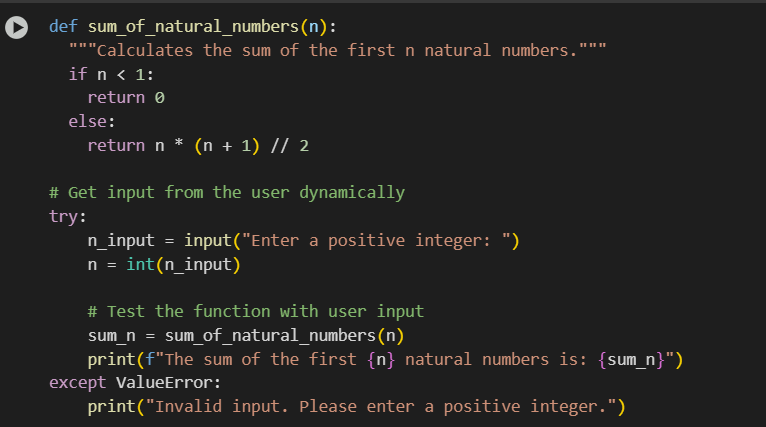 def sum_of_natural_numbers(n):
  """Calculates the sum of the first n natural numbers."""
  if n < 1:
    return 0
  else:
    return n * (n + 1) // 2

# Get input from the user dynamically
try:
    n_input = input("Enter a positive integer: ")
    n = int(n_input)

    # Test the function with user input
    sum_n = sum_of_natural_numbers(n)
    print(f"The sum of the first {n} natural numbers is: {sum_n}")
except ValueError:
    print("Invalid input. Please enter a positive integer.")